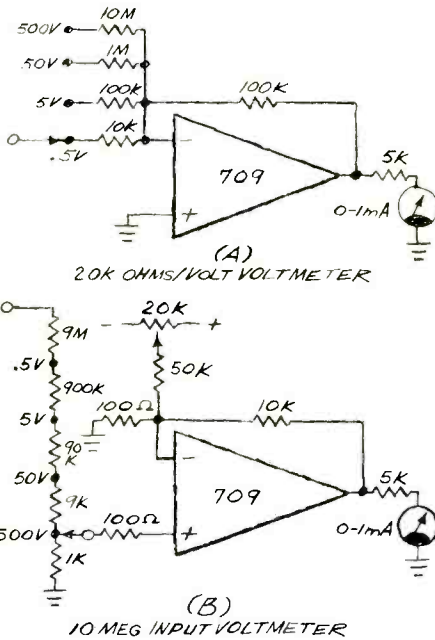 500V 10M
50V 1M
5V 100K 100K
10K
.5V
- 5K
709
+ 0-1mA
(A)
20K OHMS/VOLT VOLTMETER
20K
- +
9M
50K
.5V
900K
100Ω 10K
5V
90
K
- 5K
50V
709
9K
100Ω
500V + 0-1mA
1K
(B)
10 MEG INPUT VOLTMETER